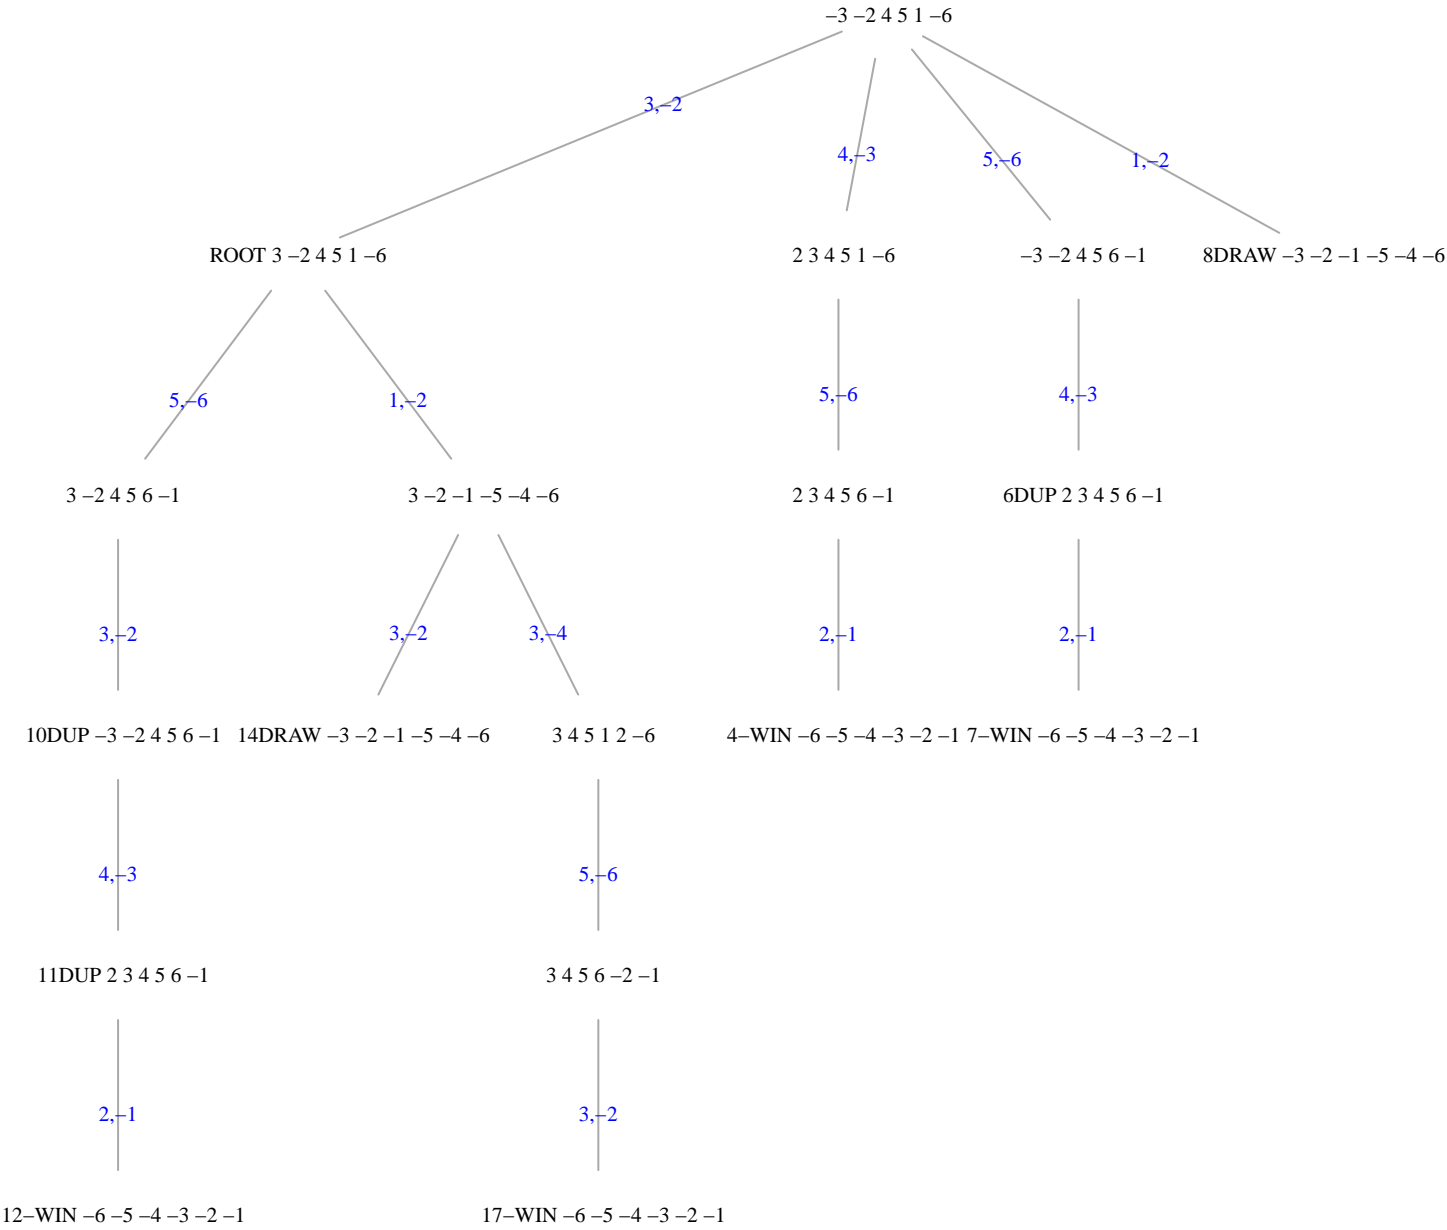 –3 –2 4 5 1 –6
3,–2
4,–3
5,–6
1,–2
ROOT 3 –2 4 5 1 –6
2 3 4 5 1 –6
–3 –2 4 5 6 –1
8DRAW –3 –2 –1 –5 –4 –6
5,–6
1,–2
5,–6
4,–3
3 –2 4 5 6 –1
3 –2 –1 –5 –4 –6
2 3 4 5 6 –1
6DUP 2 3 4 5 6 –1
3,–2
3,–2
3,–4
2,–1
2,–1
10DUP –3 –2 4 5 6 –1
14DRAW –3 –2 –1 –5 –4 –6
3 4 5 1 2 –6
4–WIN –6 –5 –4 –3 –2 –1
7–WIN –6 –5 –4 –3 –2 –1
4,–3
5,–6
11DUP 2 3 4 5 6 –1
3 4 5 6 –2 –1
2,–1
3,–2
12–WIN –6 –5 –4 –3 –2 –1
17–WIN –6 –5 –4 –3 –2 –1